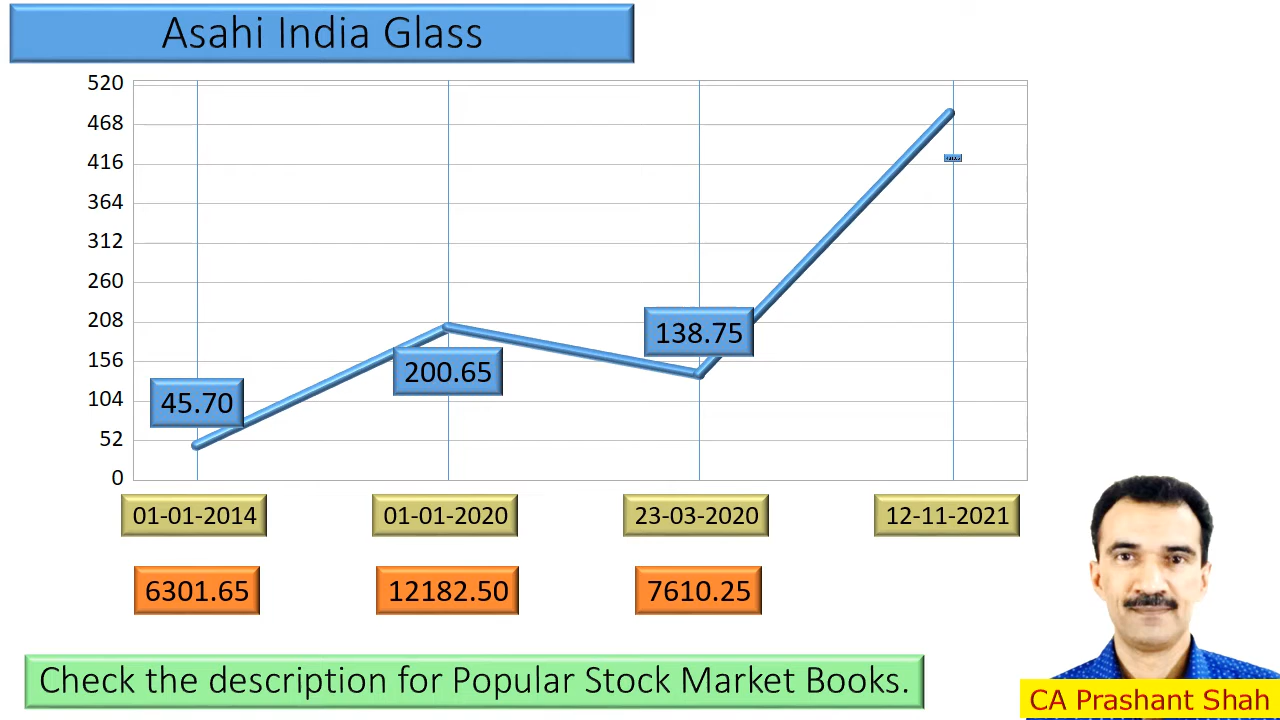 Asahi India Glass
520
468
416
364
312
260
208
156
104
52
0
45.70
200.65
138.75
01-01-2014 01-01-2020 23-03-2020 12-11-2021
6301.65 12182.50 7610.25
Check the description for Popular Stock Market Books.
CA Prashant Shah